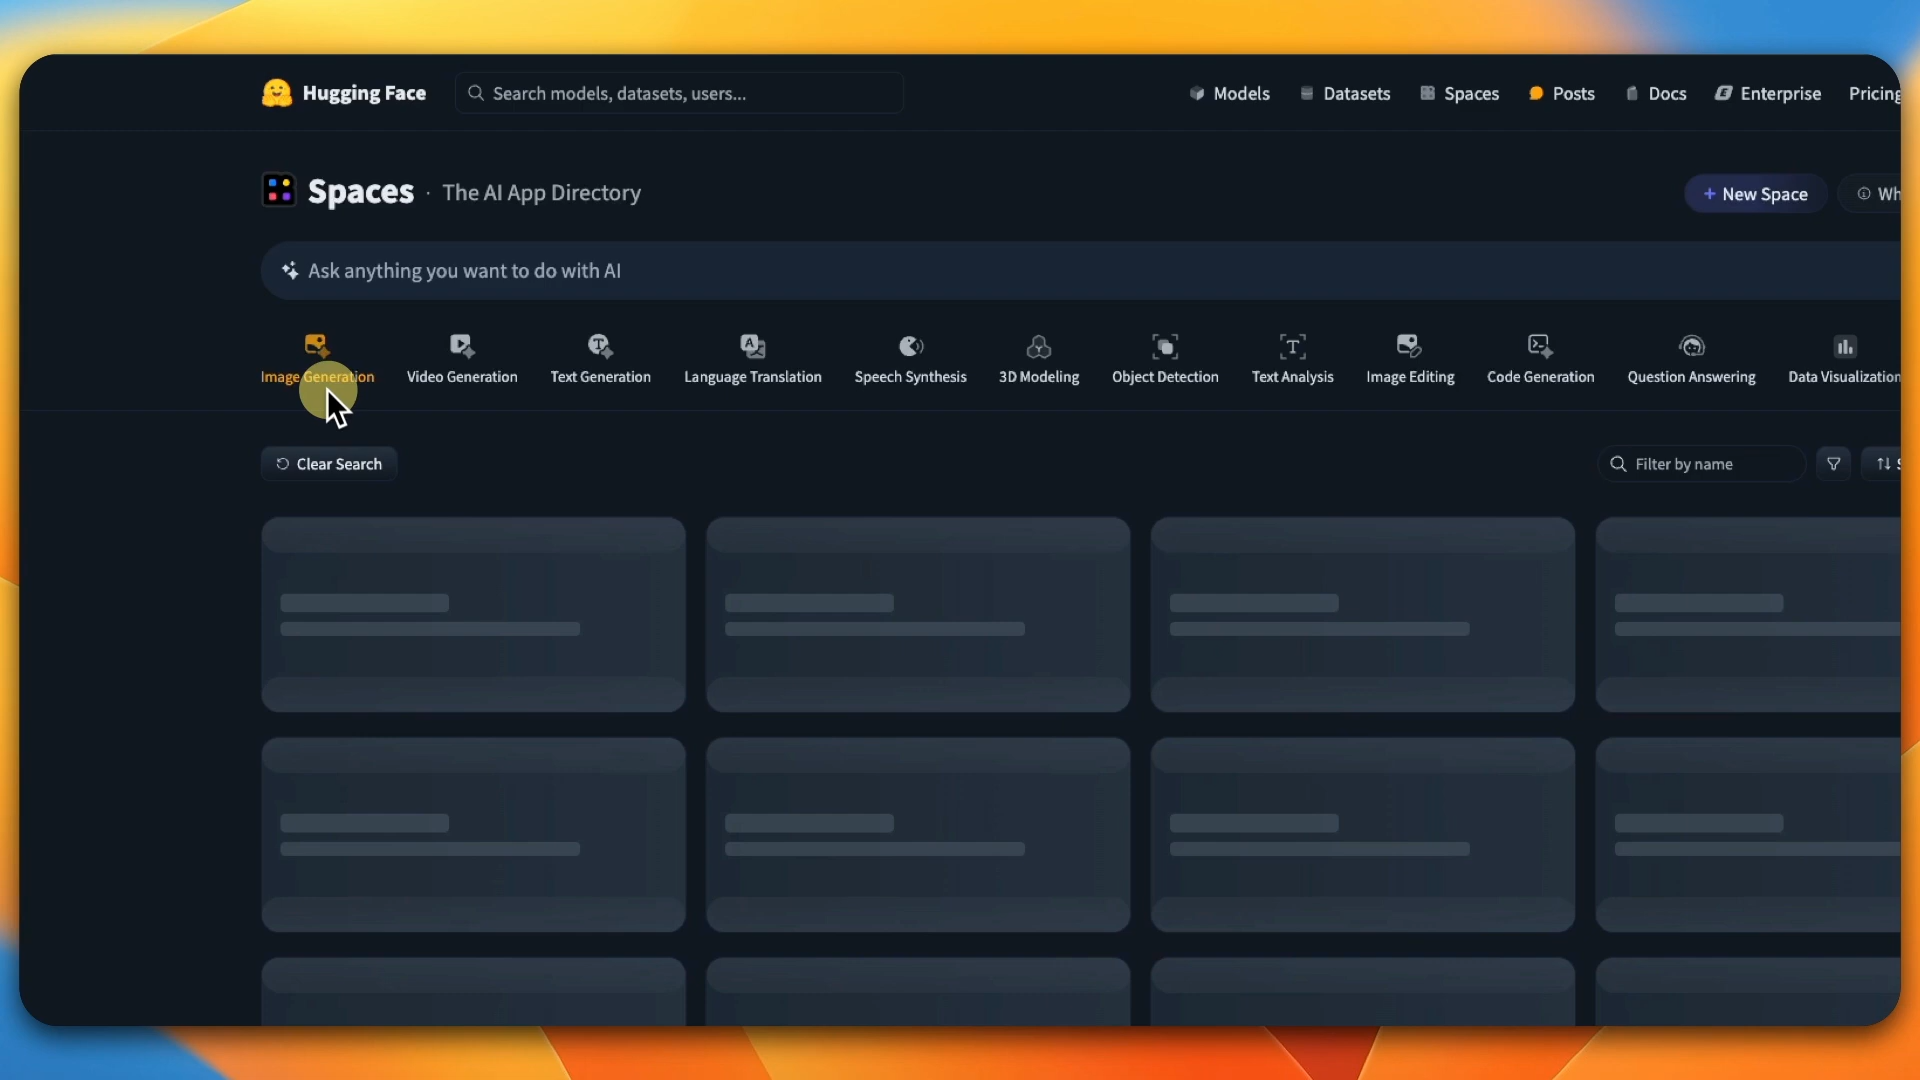 Hugging Face
Search models, datasets, users...
Models
Datasets
Spaces
Posts
Docs
Enterprise
Pricing
Spaces · The AI App Directory
+ New Space
Wh
Ask anything you want to do with AI
Image Generation
Video Generation
Text Generation
Language Translation
Speech Synthesis
3D Modeling
Object Detection
Text Analysis
Image Editing
Code Generation
Question Answering
Data Visualization
Clear Search
Filter by name